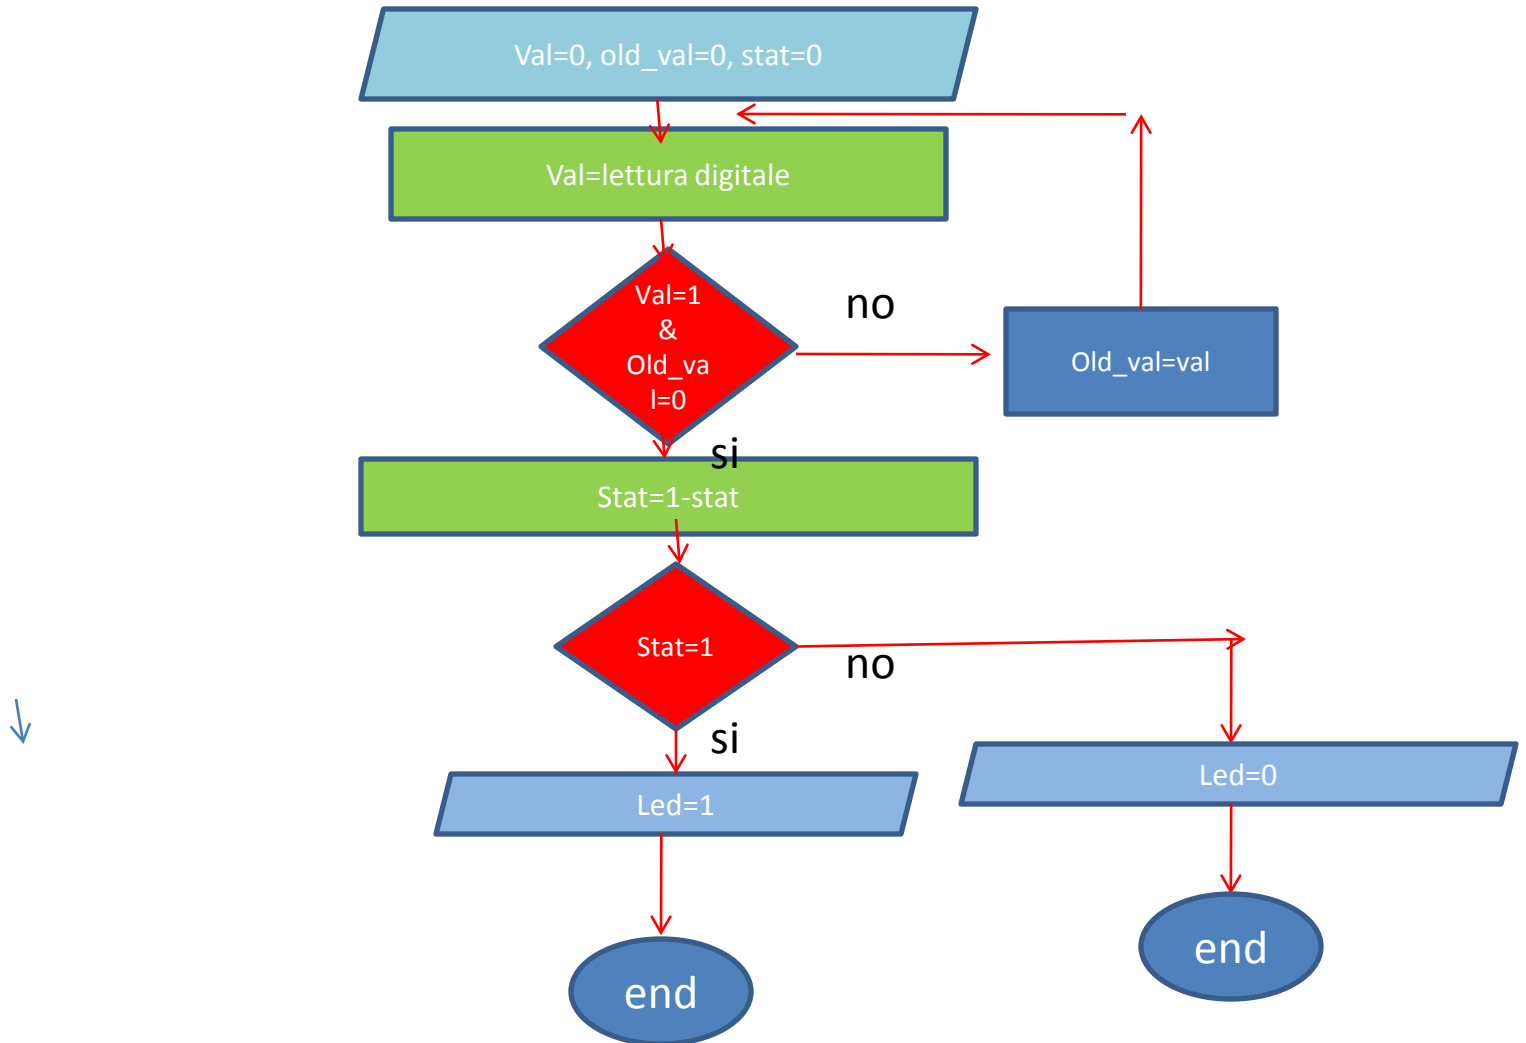 Val=0, old_val=0, stat=0
Val=lettura digitale
Val=1
&
Old_va
l=0
no
Old_val=val
si
Stat=1-stat
Stat=1
no
si
Led=1
Led=0
end
end